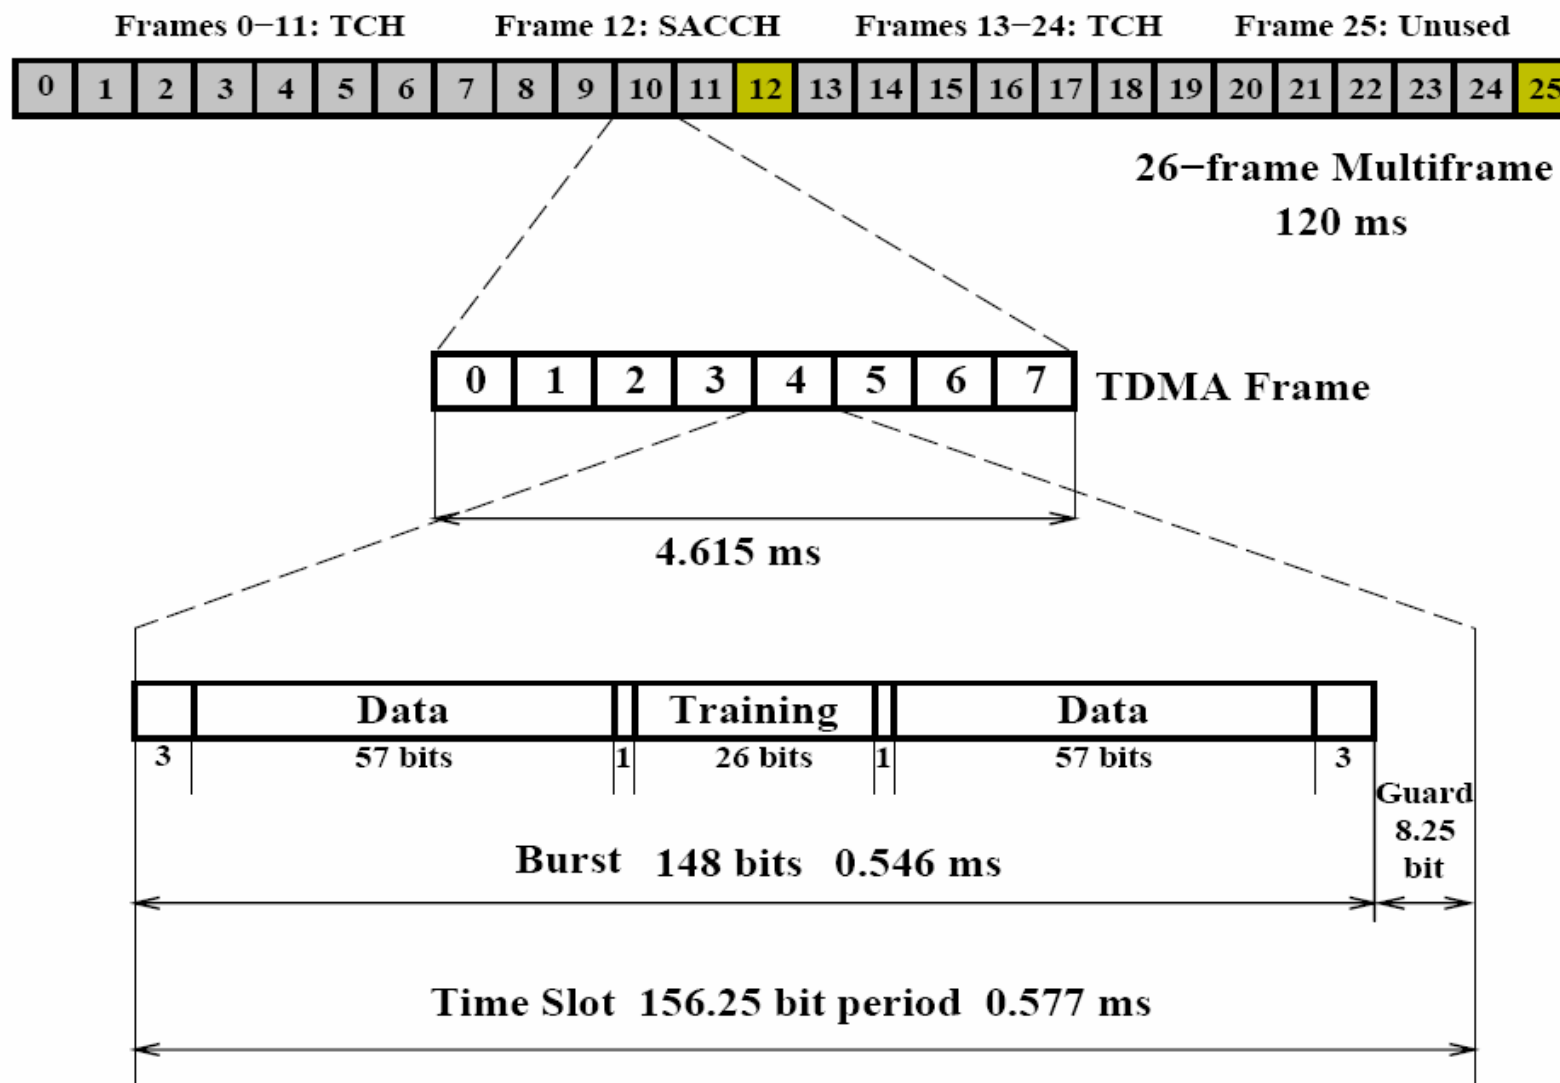 Frames 0−11: TCH Frame 12: SACCH Frames 13−24: TCH Frame 25: Unused
0 1 2 3 4 5 6 7 8 9 10 11 12 13 14 15 16 17 18 19 20 21 22 23 24 25
26−frame Multiframe
120 ms
0 1 2 3 4 5 6 7 TDMA Frame
4.615 ms
Data Training Data
3 57 bits 1 26 bits 1 57 bits 3
Guard
8.25
bit
Burst 148 bits 0.546 ms
Time Slot 156.25 bit period 0.577 ms